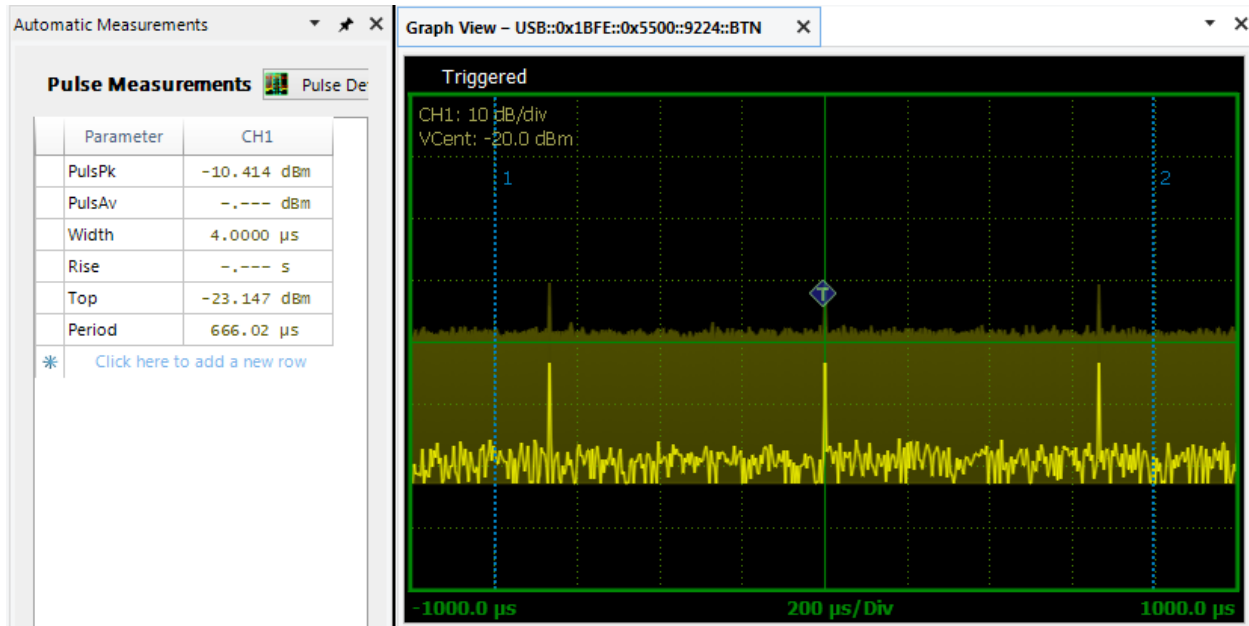 Automatic Measurements
Pulse Measurements Pulse De
Parameter CH1
PulsPk -10.414 dBm
PulsAv -.--- dBm
Width 4.0000 µs
Rise -.--- s
Top -23.147 dBm
Period 666.02 µs
Click here to add a new row
Graph View – USB::0x1BFE::0x5500::9224::BTN
Triggered
CH1: 10 dB/div
VCent: -20.0 dBm
1
2
T
-1000.0 µs 200 µs/Div 1000.0 µs